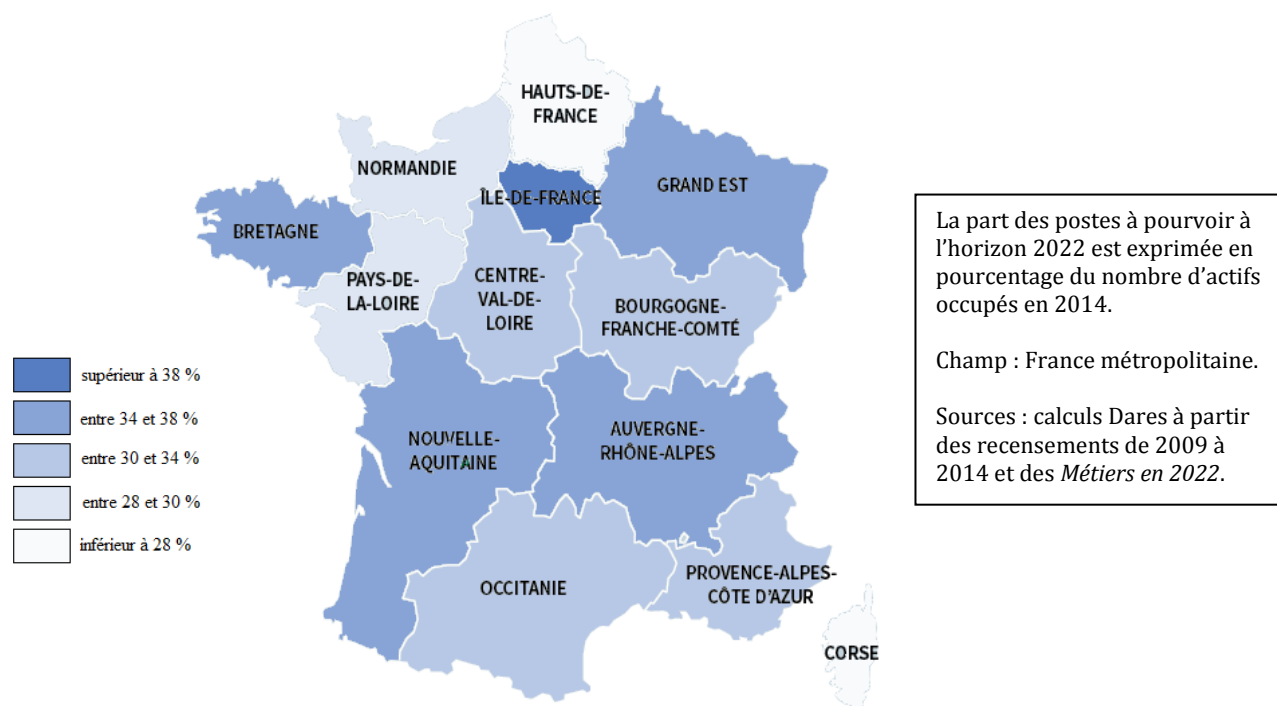 HAUTS-DE-
FRANCE
NORMANDIE
ÎLE-DE-FRANCE
GRAND EST
BRETAGNE
PAYS-DE-
LA-LOIRE
CENTRE-
VAL-DE-
LOIRE
BOURGOGNE-
FRANCHE-COMTÉ
NOUVELLE-
AQUITAINE
AUVERGNE-
RHÔNE-ALPES
OCCITANIE
PROVENCE-ALPES-
CÔTE D'AZUR
CORSE
supérieur à 38 %
entre 34 et 38 %
entre 30 et 34 %
entre 28 et 30 %
inférieur à 28 %
La part des postes à pourvoir à
l'horizon 2022 est exprimée en
pourcentage du nombre d'actifs
occupés en 2014.
Champ : France métropolitaine.
Sources : calculs Dares à partir
des recensements de 2009 à
2014 et des Métiers en 2022.